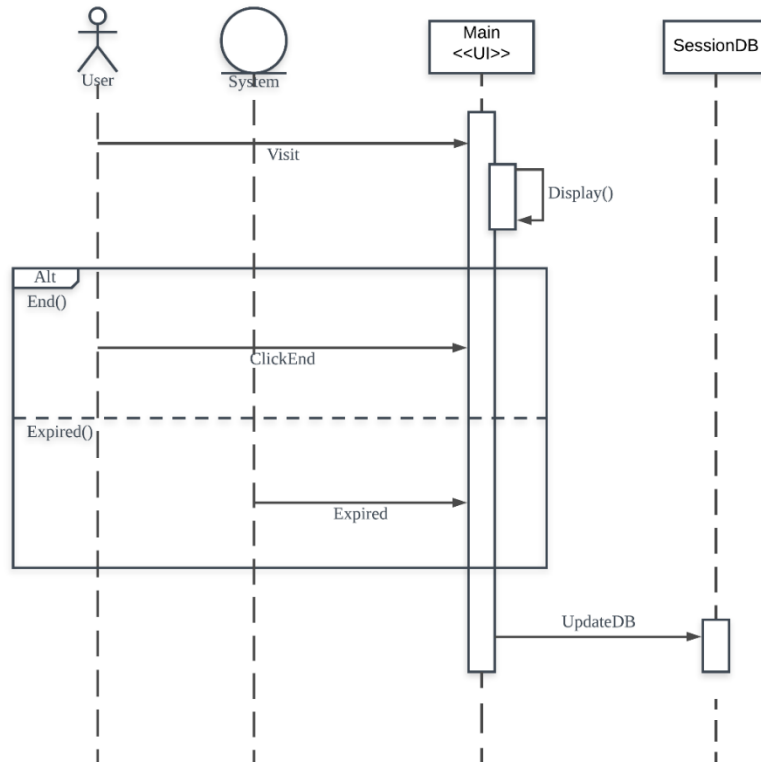 User
System
Main
<<UI>>
SessionDB
Visit
Display()
Alt
End()
ClickEnd
Expired()
Expired
UpdateDB